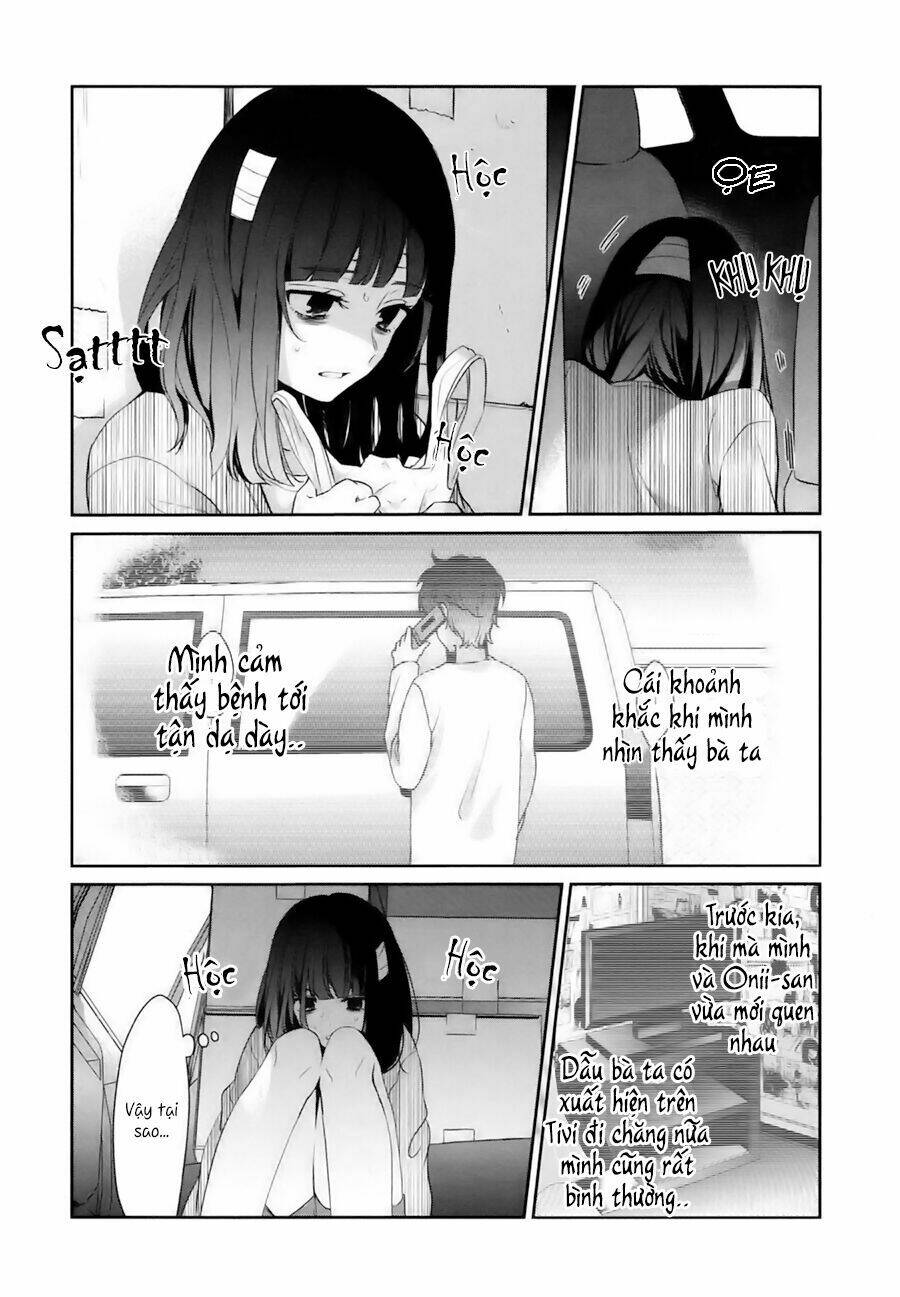 ỌE
KHỤ KHỤ
Hộc
Sạtttt
Hộc
Cái khoảnh
khắc khi mình
nhìn thấy bà ta
Mình cảm
thấy bệnh tới
tận dạ dày..
Trước kia,
khi mà mình
và Onii-san
vừa mới quen
nhau
Dẫu bà ta có
xuất hiện trên
Tivi đi chăng nữa
mình cũng rất
bình thường..
Hộc
Hộc
Vậy tại
sao...